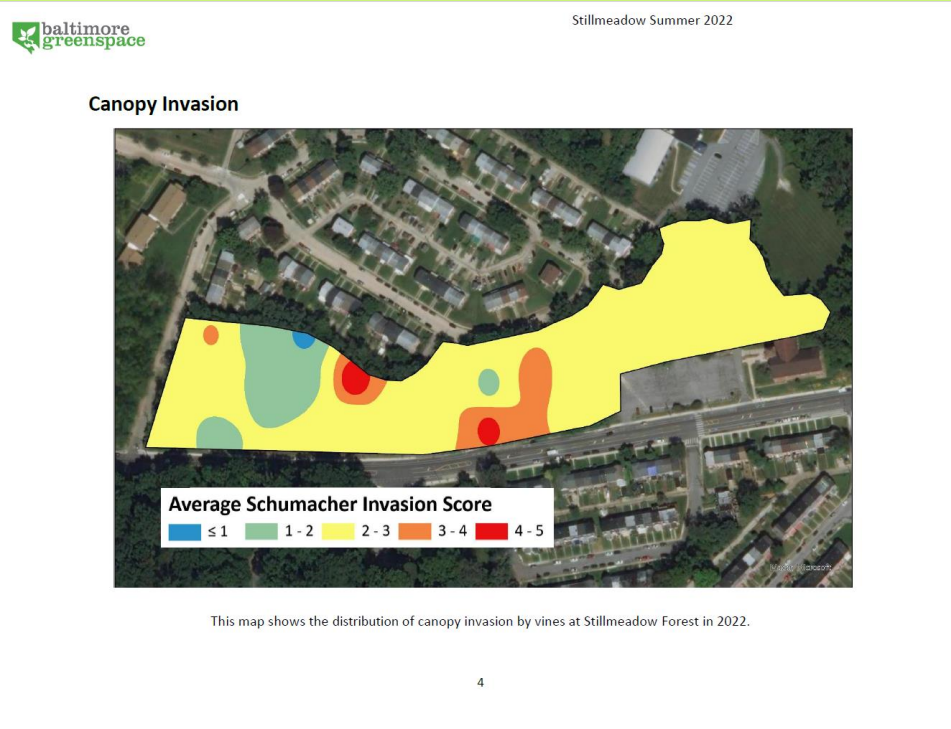 baltimore
greenspace
Stillmeadow Summer 2022
Canopy Invasion
Average Schumacher Invasion Score
≤ 1 1 - 2 2 - 3 3 - 4 4 - 5
Microsoft
This map shows the distribution of canopy invasion by vines at Stillmeadow Forest in 2022.
4